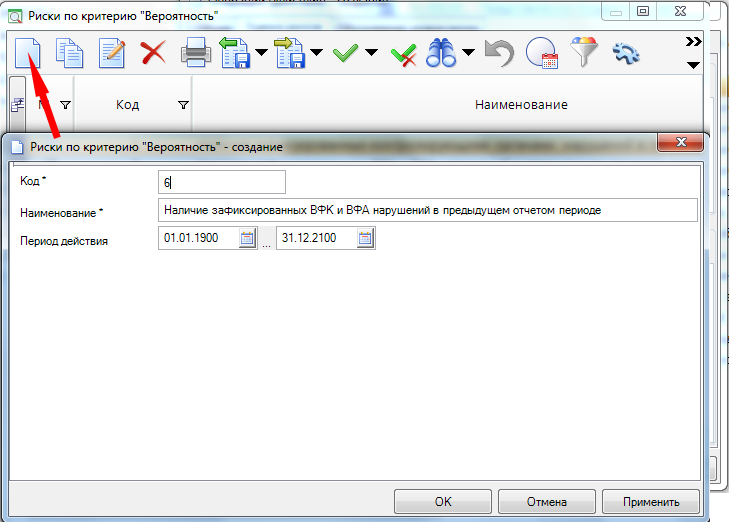 Риски по критерию "Вероятность"
Код
Наименование
Риски по критерию "Вероятность" - создание
Код *
6
Наименование *
Наличие зафиксированных ВФК и ВФА нарушений в предыдущем отчетом периоде
Период действия
01.01.1900
...
31.12.2100
OK
Отмена
Применить